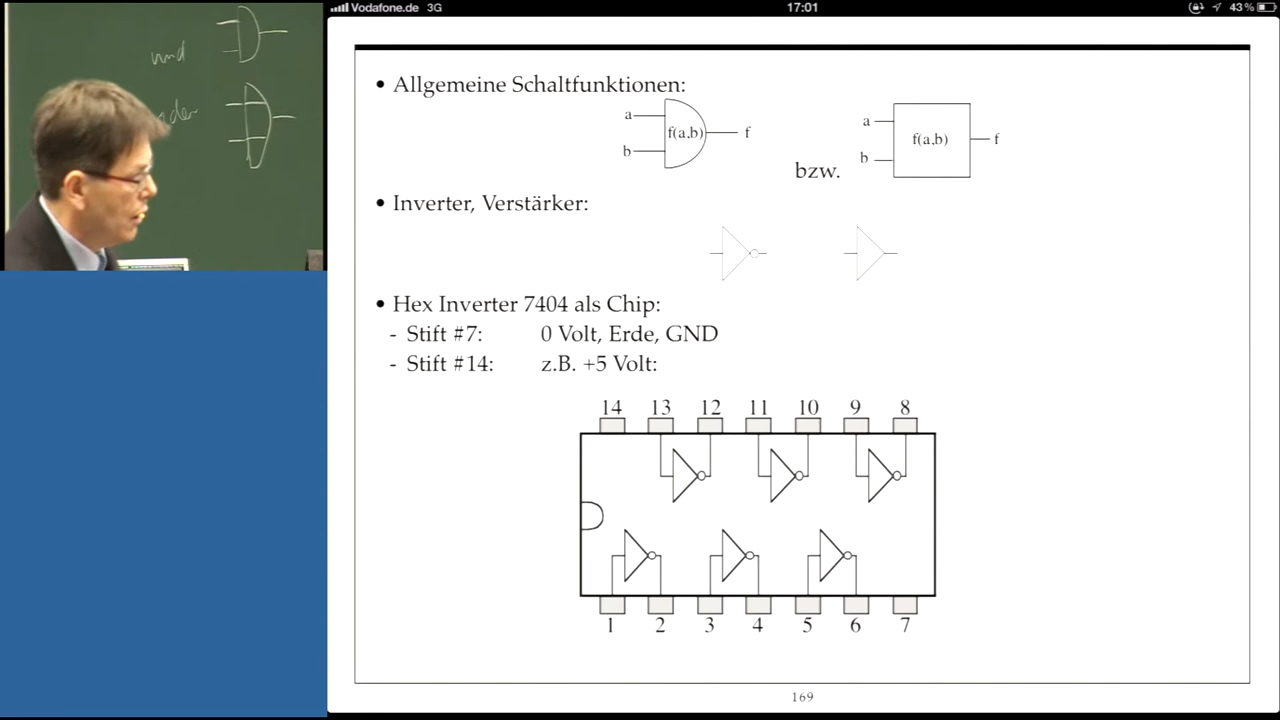 Vodafone.de 3G
17:01
43 %
und
oder
• Allgemeine Schaltfunktionen:
a
b
f(a,b)
f
bzw.
a
b
f(a,b)
f
• Inverter, Verstärker:
• Hex Inverter 7404 als Chip:
- Stift #7: 0 Volt, Erde, GND
- Stift #14: z.B. +5 Volt:
14 13 12 11 10 9 8
1 2 3 4 5 6 7
169